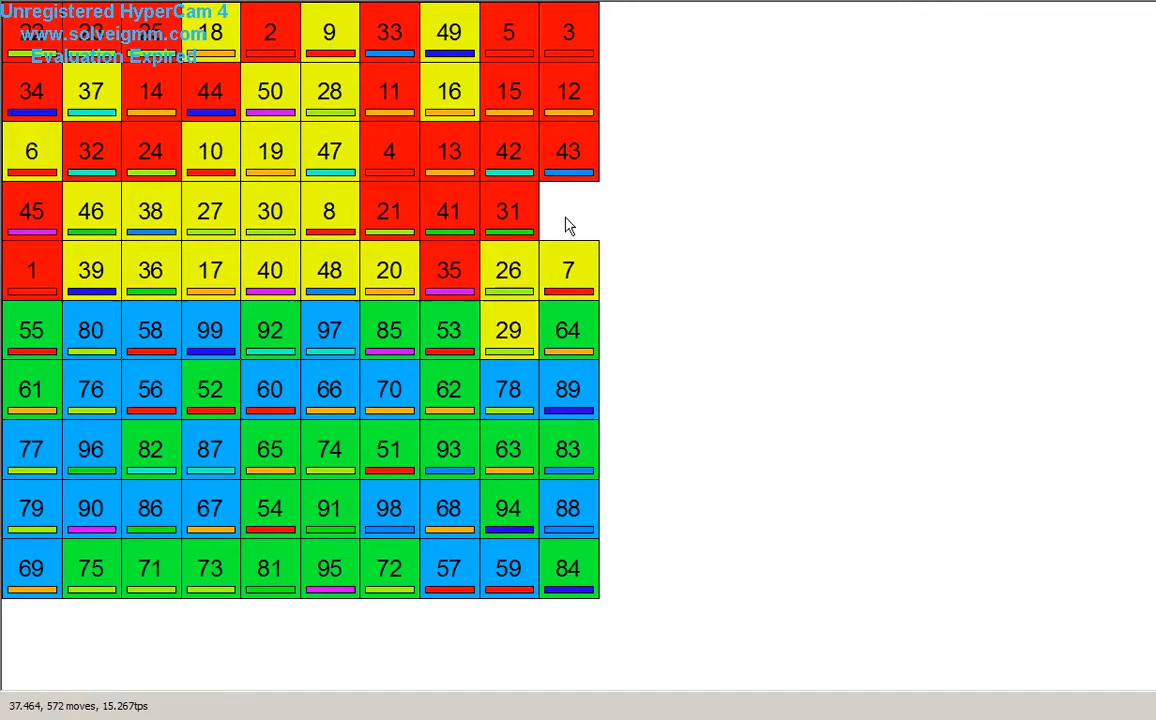 Unregistered HyperCam 4
www.solveigmm.com
Evaluation Expired
22 23 25 18 2 9 33 49 5 3
34 37 14 44 50 28 11 16 15 12
6 32 24 10 19 47 4 13 42 43
45 46 38 27 30 8 21 41 31
1 39 36 17 40 48 20 35 26 7
55 80 58 99 92 97 85 53 29 64
61 76 56 52 60 66 70 62 78 89
77 96 82 87 65 74 51 93 63 83
79 90 86 67 54 91 98 68 94 88
69 75 71 73 81 95 72 57 59 84
37.464, 572 moves, 15.267tps